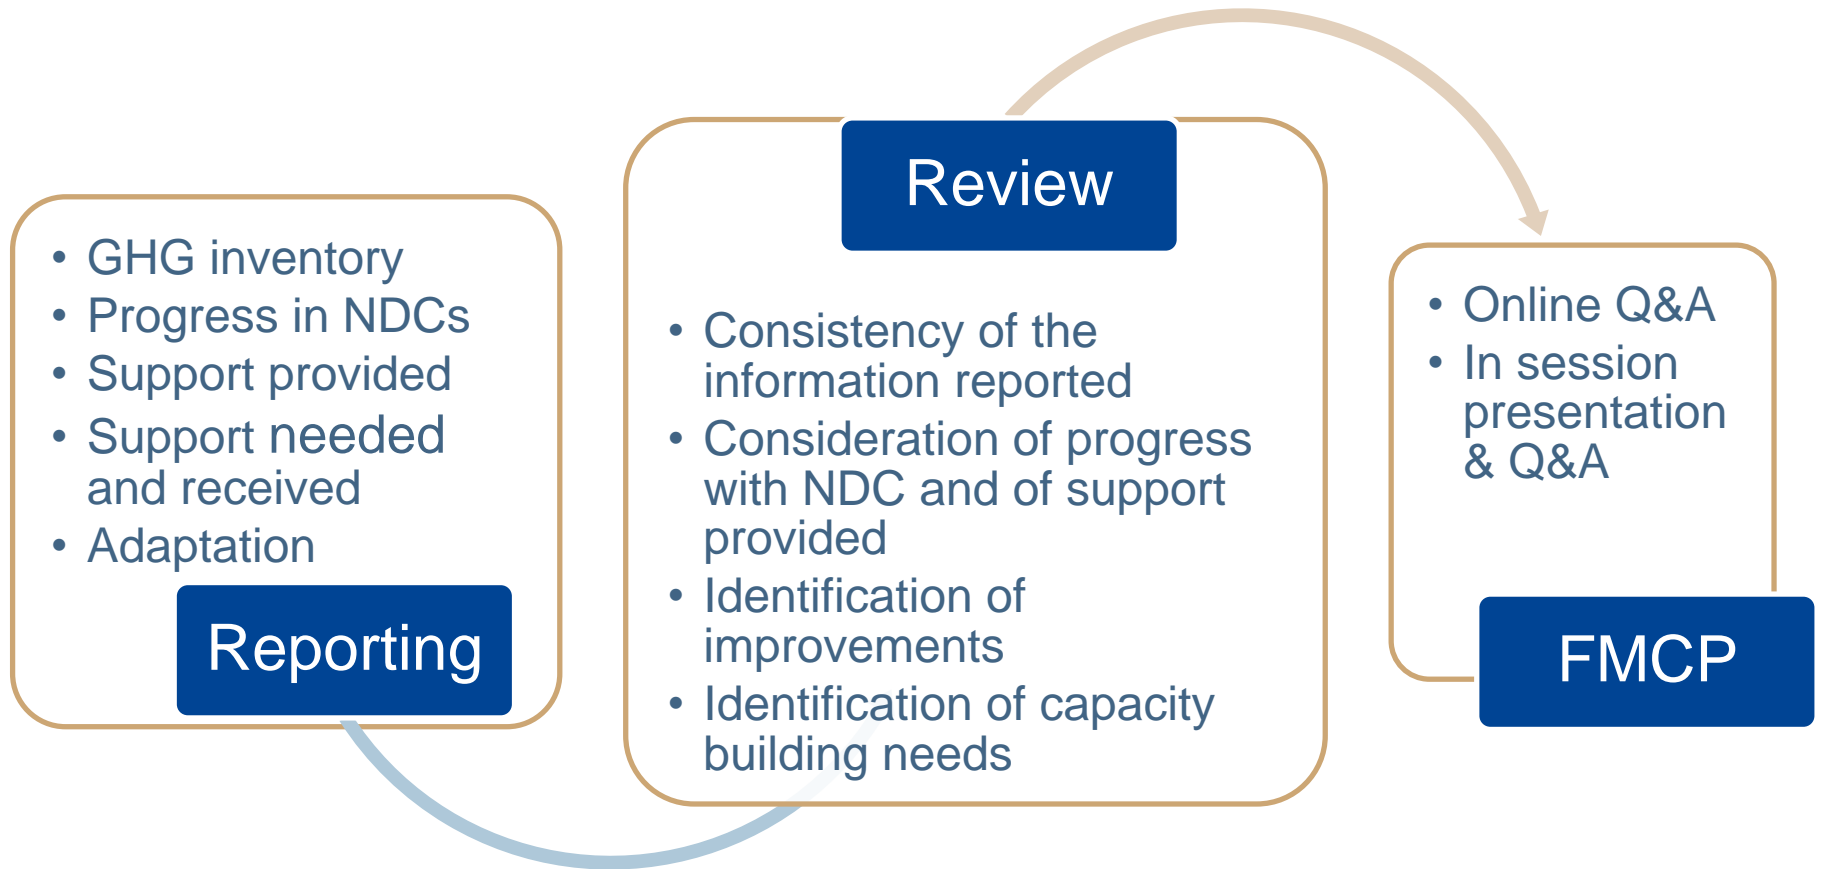 • GHG inventory
• Progress in NDCs
• Support provided
• Support needed
and received
• Adaptation
Reporting
Review
• Consistency of the
information reported
• Consideration of progress
with NDC and of support
provided
• Identification of
improvements
• Identification of capacity
building needs
• Online Q&A
• In session
presentation
& Q&A
FMCP